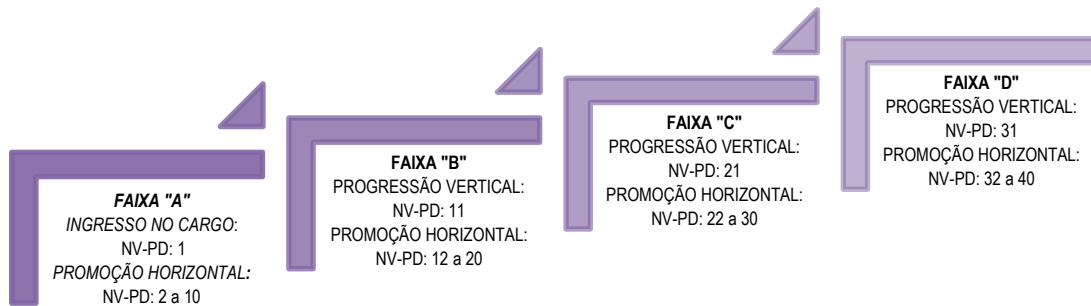 FAIXA "A"
INGRESSO NO CARGO:
NV-PD: 1
PROMOÇÃO HORIZONTAL:
NV-PD: 2 a 10
FAIXA "B"
PROGRESSÃO VERTICAL:
NV-PD: 11
PROMOÇÃO HORIZONTAL:
NV-PD: 12 a 20
FAIXA "C"
PROGRESSÃO VERTICAL:
NV-PD: 21
PROMOÇÃO HORIZONTAL:
NV-PD: 22 a 30
FAIXA "D"
PROGRESSÃO VERTICAL:
NV-PD: 31
PROMOÇÃO HORIZONTAL:
NV-PD: 32 a 40